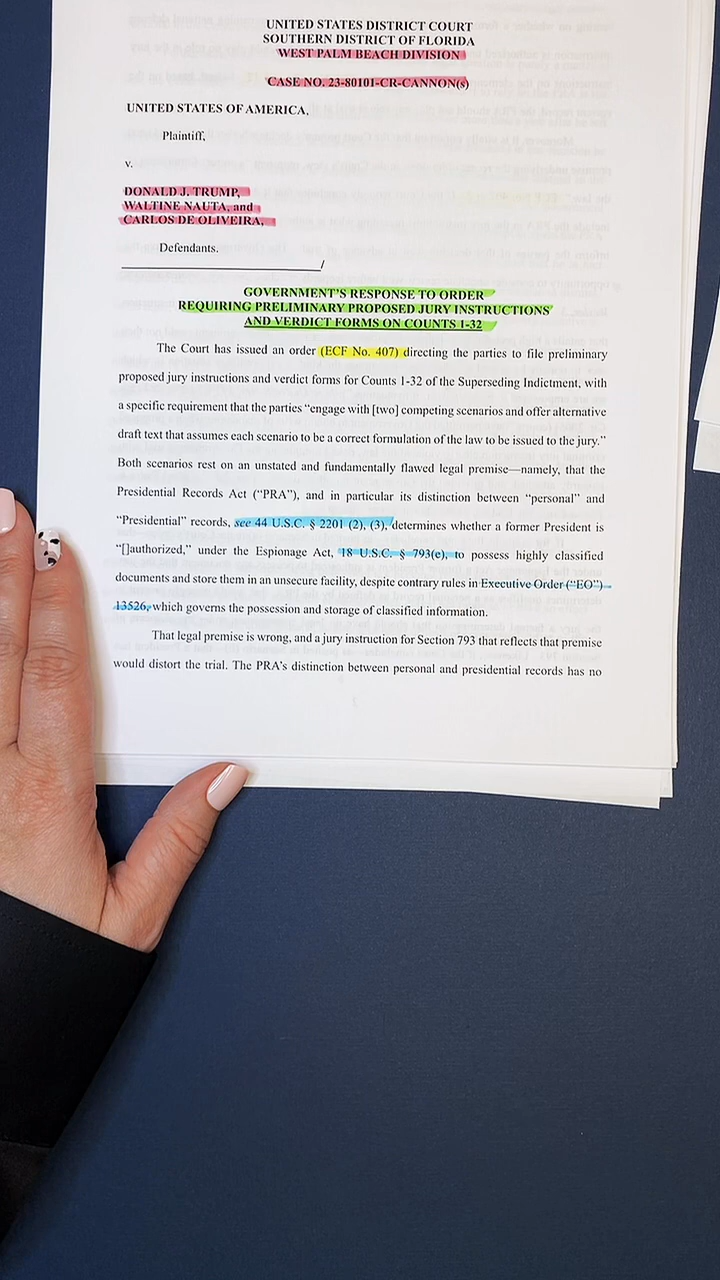 UNITED STATES DISTRICT COURT
SOUTHERN DISTRICT OF FLORIDA
WEST PALM BEACH DIVISION
CASE NO. 23-80101-CR-CANNON(s)
UNITED STATES OF AMERICA,
Plaintiff,
v.
DONALD J. TRUMP,
WALTINE NAUTA, and
CARLOS DE OLIVEIRA,
Defendants.
/
GOVERNMENT'S RESPONSE TO ORDER
REQUIRING PRELIMINARY PROPOSED JURY INSTRUCTIONS
AND VERDICT FORMS ON COUNTS 1-32
The Court has issued an order (ECF No. 407) directing the parties to file preliminary
proposed jury instructions and verdict forms for Counts 1-32 of the Superseding Indictment, with
a specific requirement that the parties “engage with [two] competing scenarios and offer alternative
draft text that assumes each scenario to be a correct formulation of the law to be issued to the jury.”
Both scenarios rest on an unstated and fundamentally flawed legal premise—namely, that the
Presidential Records Act (“PRA”), and in particular its distinction between “personal” and
“Presidential” records, see 44 U.S.C. § 2201 (2), (3), determines whether a former President is
“[]authorized,” under the Espionage Act, 18 U.S.C. § 793(e), to possess highly classified
documents and store them in an unsecure facility, despite contrary rules in Executive Order (“EO”)
13526, which governs the possession and storage of classified information.
That legal premise is wrong, and a jury instruction for Section 793 that reflects that premise
would distort the trial. The PRA’s distinction between personal and presidential records has no